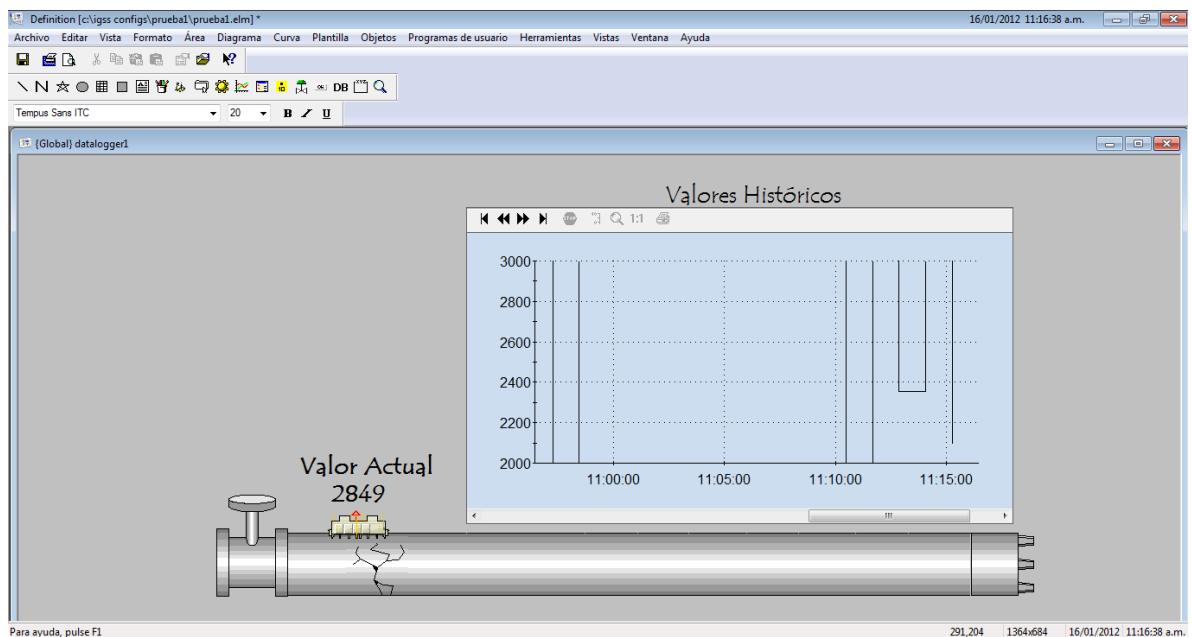 Definition [c:\igss configs\prueba1\prueba1.elm] *
16/01/2012 11:16:38 a.m.
Archivo Editar Vista Formato Área Diagrama Curva Plantilla Objetos Programas de usuario Herramientas Vistas Ventana Ayuda
DB
Tempus Sans ITC 20 B I U
{Global} datalogger1
Valores Históricos
STOP 1:1
3000
2800
2600
2400
2200
2000
11:00:00 11:05:00 11:10:00 11:15:00
Valor Actual
2849
Para ayuda, pulse F1
291,204 1364x684 16/01/2012 11:16:38 a.m.